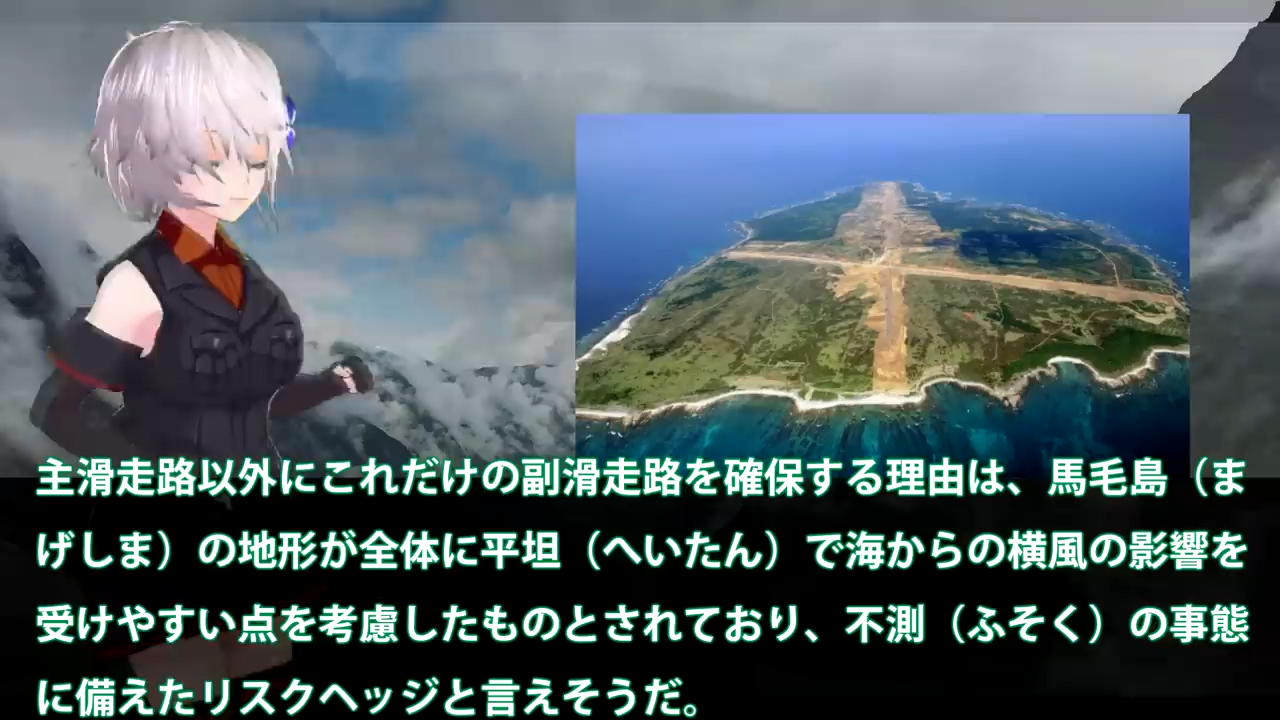 主滑走路以外にこれだけの副滑走路を確保する理由は、馬毛島（ま
げしま）の地形が全体に平坦（へいたん）で海からの横風の影響を
受けやすい点を考慮したものとされており、不測（ふそく）の事態
に備えたリスクヘッジと言えそうだ。